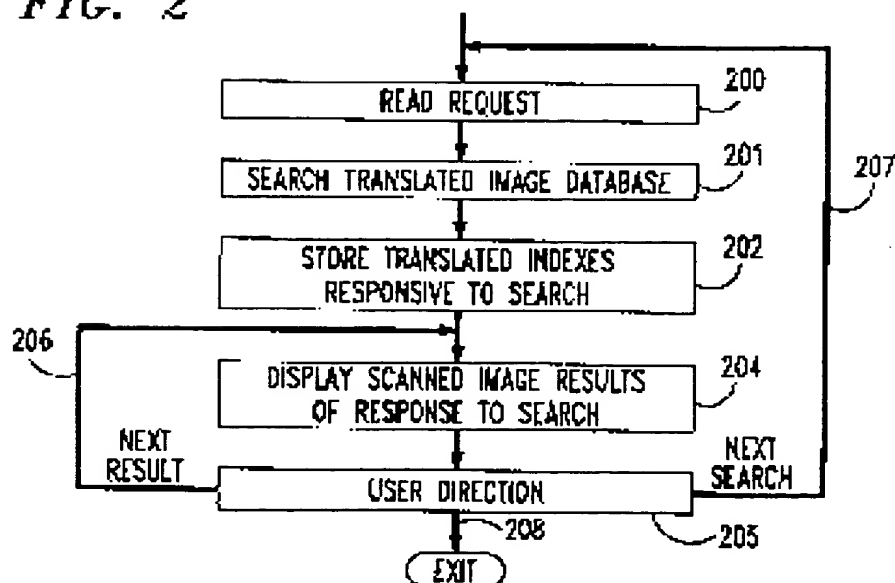 FIG. 2
READ REQUEST
200
SEARCH TRANSLATED IMAGE DATABASE
201
207
STORE TRANSLATED INDEXES
RESPONSIVE TO SEARCH
202
206
DISPLAY SCANNED IMAGE RESULTS
OF RESPONSE TO SEARCH
204
NEXT
RESULT
USER DIRECTION
NEXT
SEARCH
208
205
EXIT